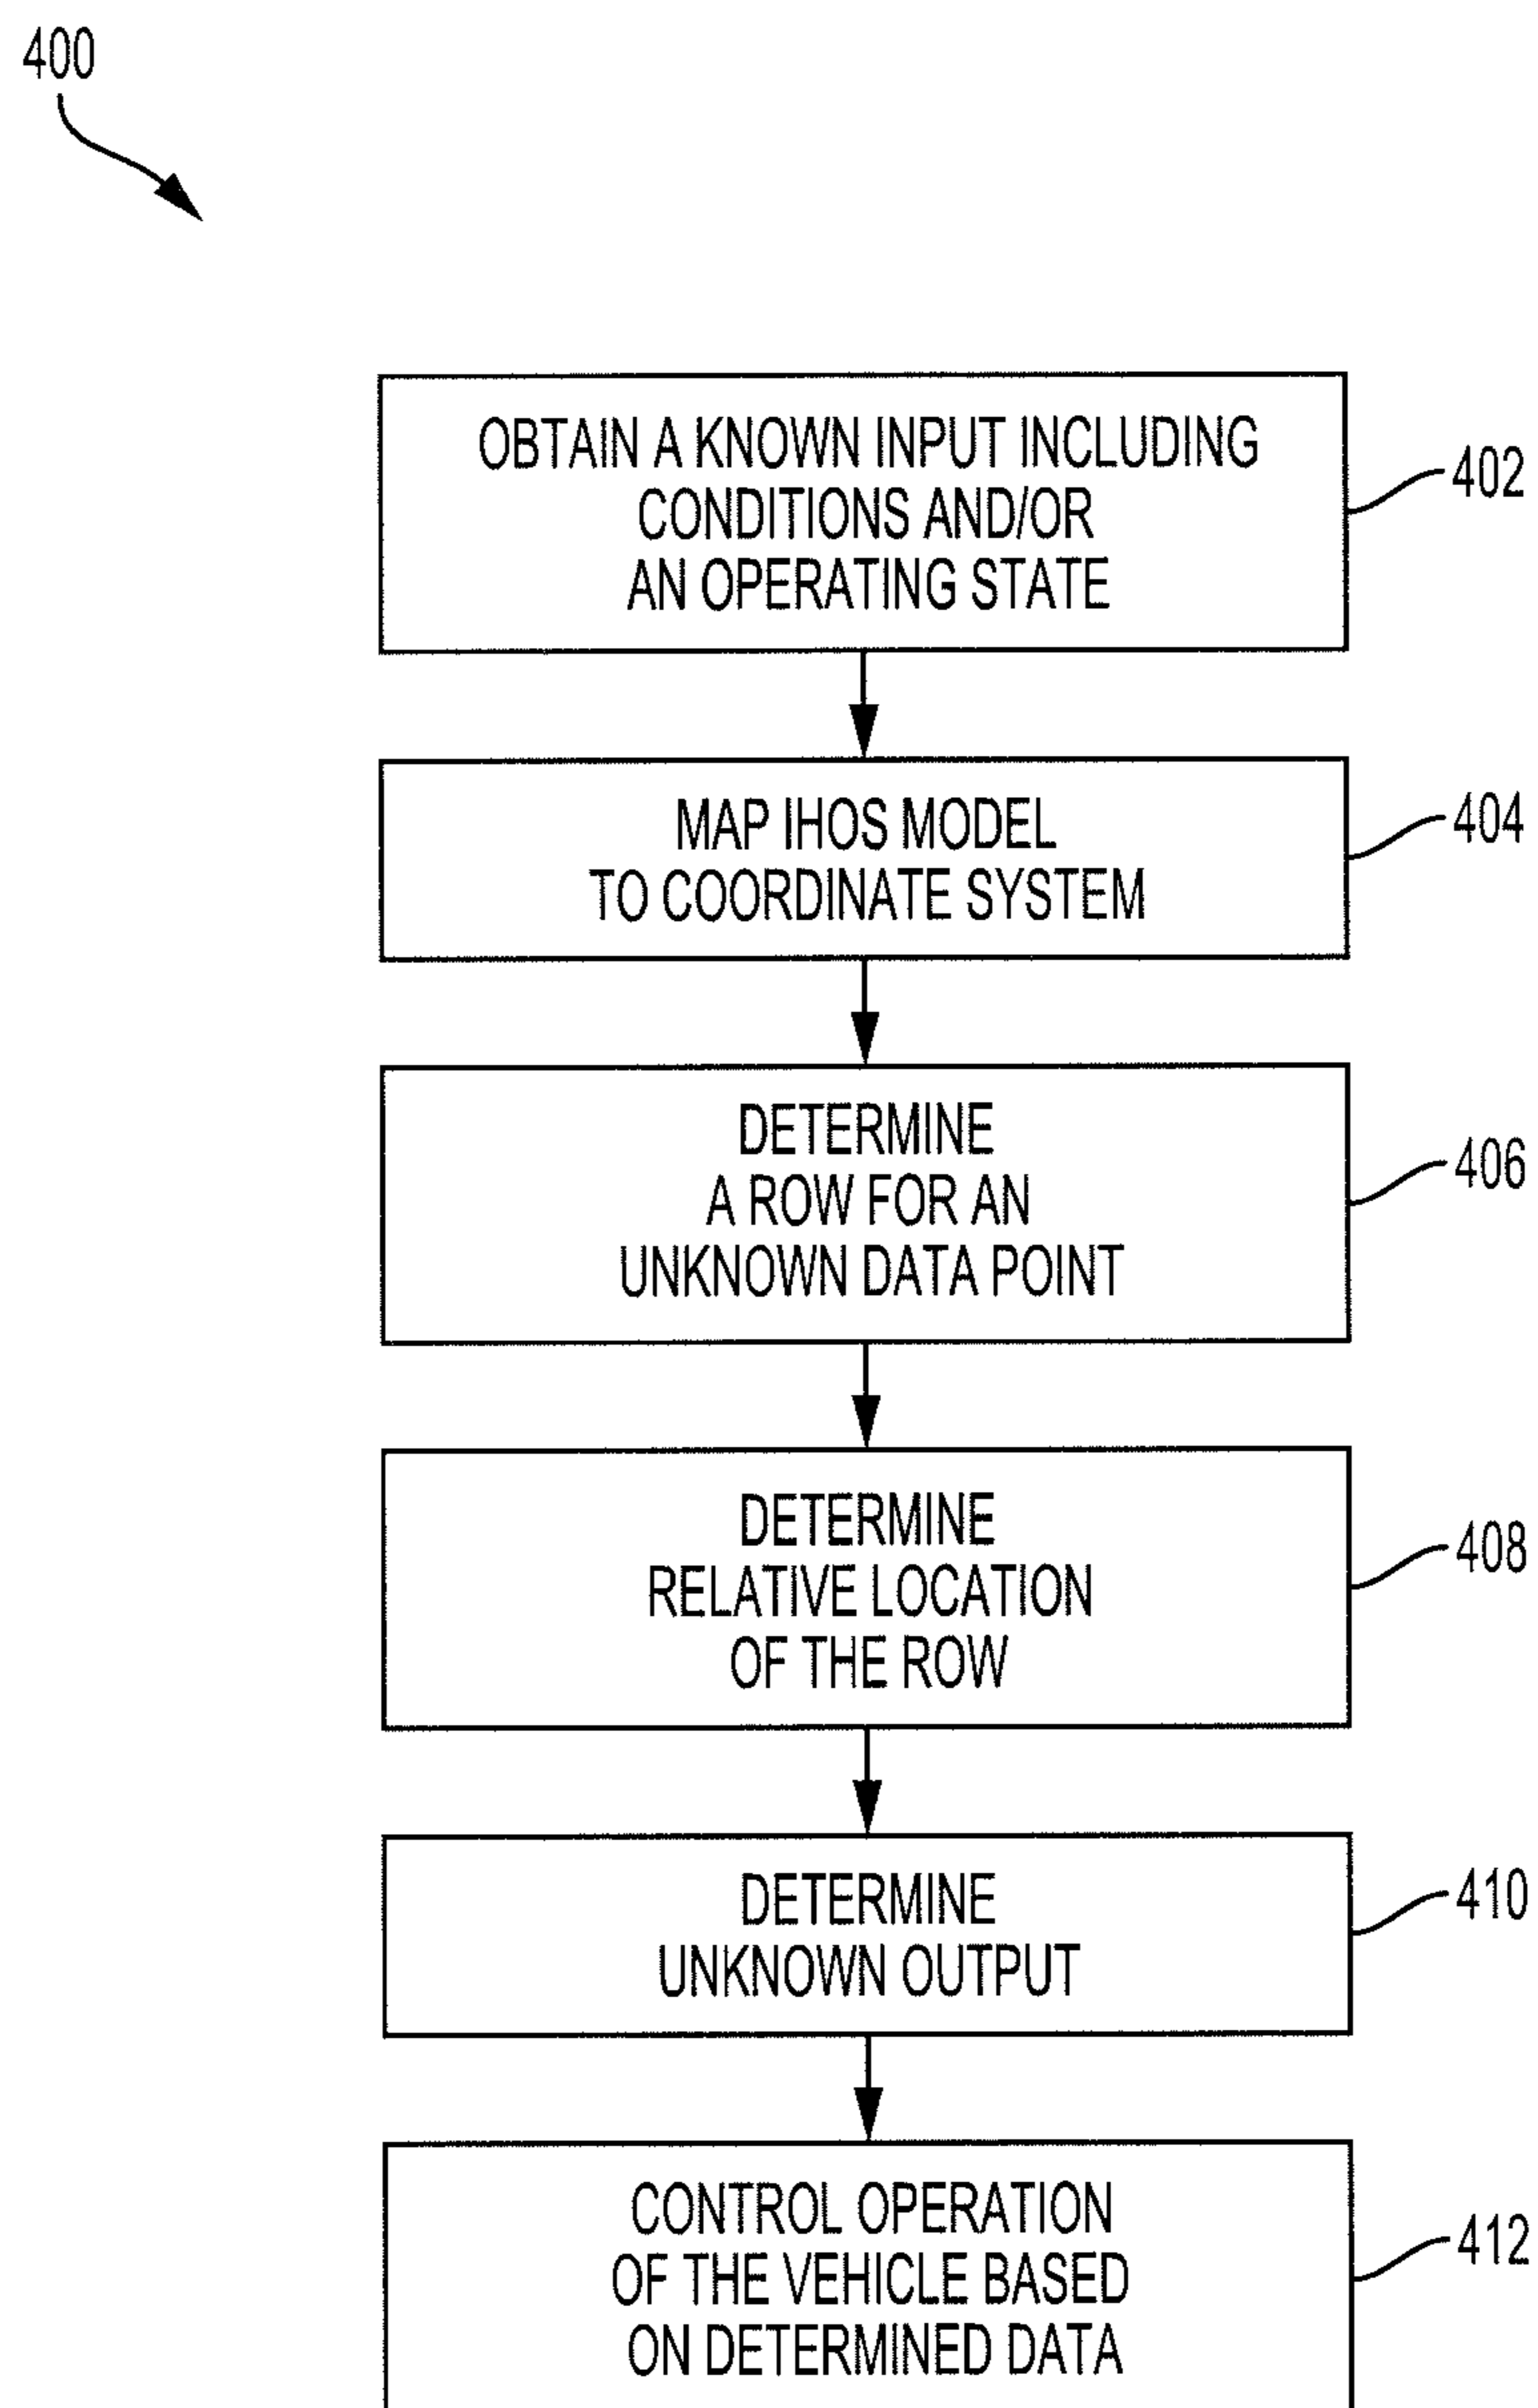 400
OBTAIN A KNOWN INPUT INCLUDING
CONDITIONS AND/OR
AN OPERATING STATE
402
MAP IHOS MODEL
TO COORDINATE SYSTEM
404
DETERMINE
A ROW FOR AN
UNKNOWN DATA POINT
406
DETERMINE
RELATIVE LOCATION
OF THE ROW
408
DETERMINE
UNKNOWN OUTPUT
410
CONTROL OPERATION
OF THE VEHICLE BASED
ON DETERMINED DATA
412